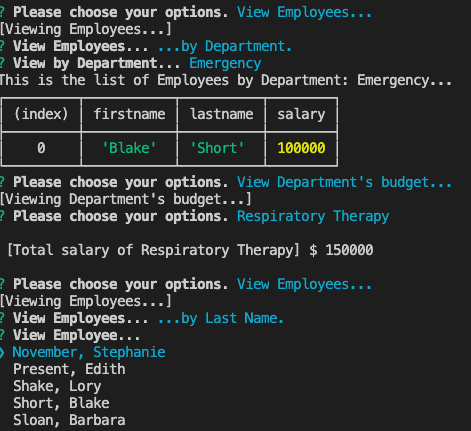 ? Please choose your options. View Employees...
[Viewing Employees...]
? View Employees... ...by Department.
? View by Department... Emergency
This is the list of Employees by Department: Emergency...
(index) firstname lastname salary
0 'Blake' 'Short' 100000
? Please choose your options. View Department's budget...
[Viewing Department's budget...]
? Please choose your options. Respiratory Therapy
[Total salary of Respiratory Therapy] $ 150000
? Please choose your options. View Employees...
[Viewing Employees...]
? View Employees... ...by Last Name.
? View Employee...
❯ November, Stephanie
Present, Edith
Shake, Lory
Short, Blake
Sloan, Barbara